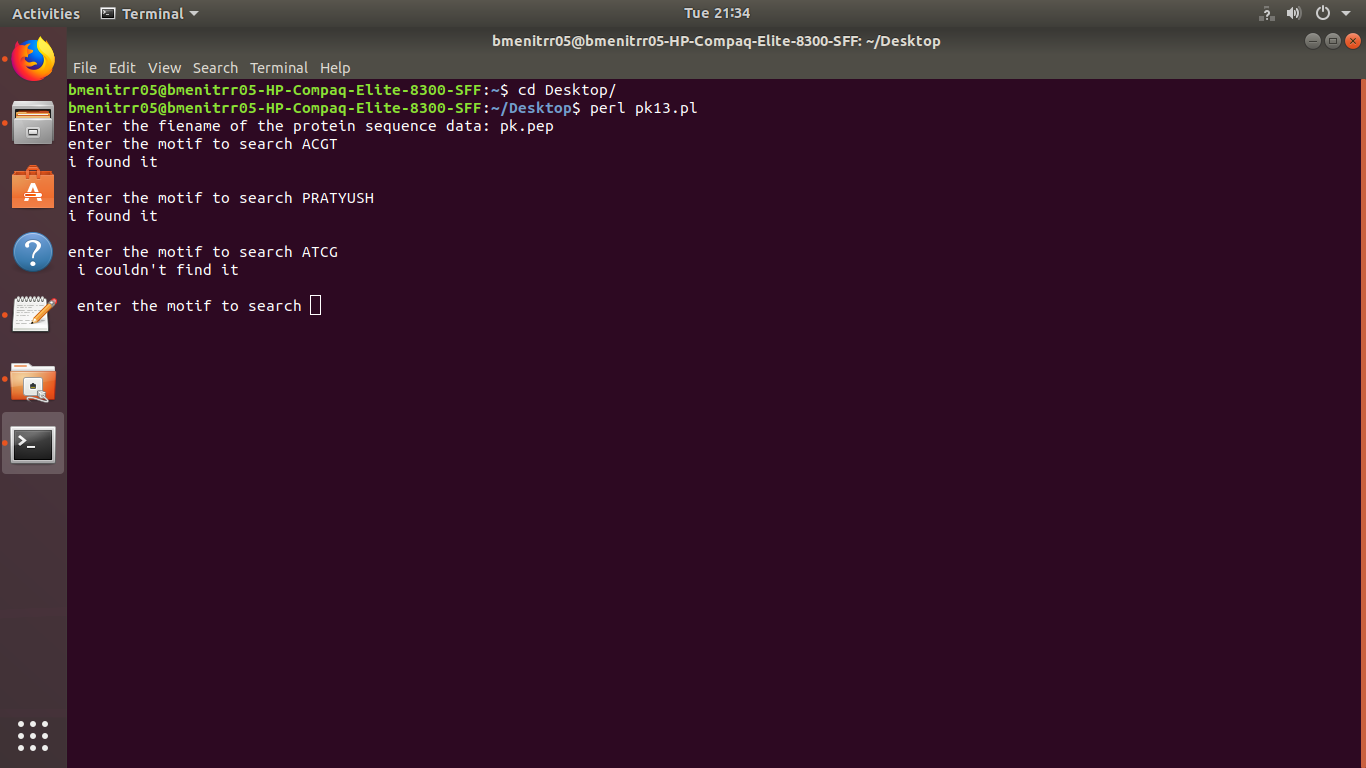 Activities Terminal Tue 21:34
bmenitrr05@bmenitrr05-HP-Compaq-Elite-8300-SFF: ~/Desktop
File Edit View Search Terminal Help
bmenitrr05@bmenitrr05-HP-Compaq-Elite-8300-SFF:~$ cd Desktop/
bmenitrr05@bmenitrr05-HP-Compaq-Elite-8300-SFF:~/Desktop$ perl pk13.pl
Enter the fiename of the protein sequence data: pk.pep
enter the motif to search ACGT
i found it
enter the motif to search PRATYUSH
i found it
enter the motif to search ATCG
i couldn't find it
enter the motif to search